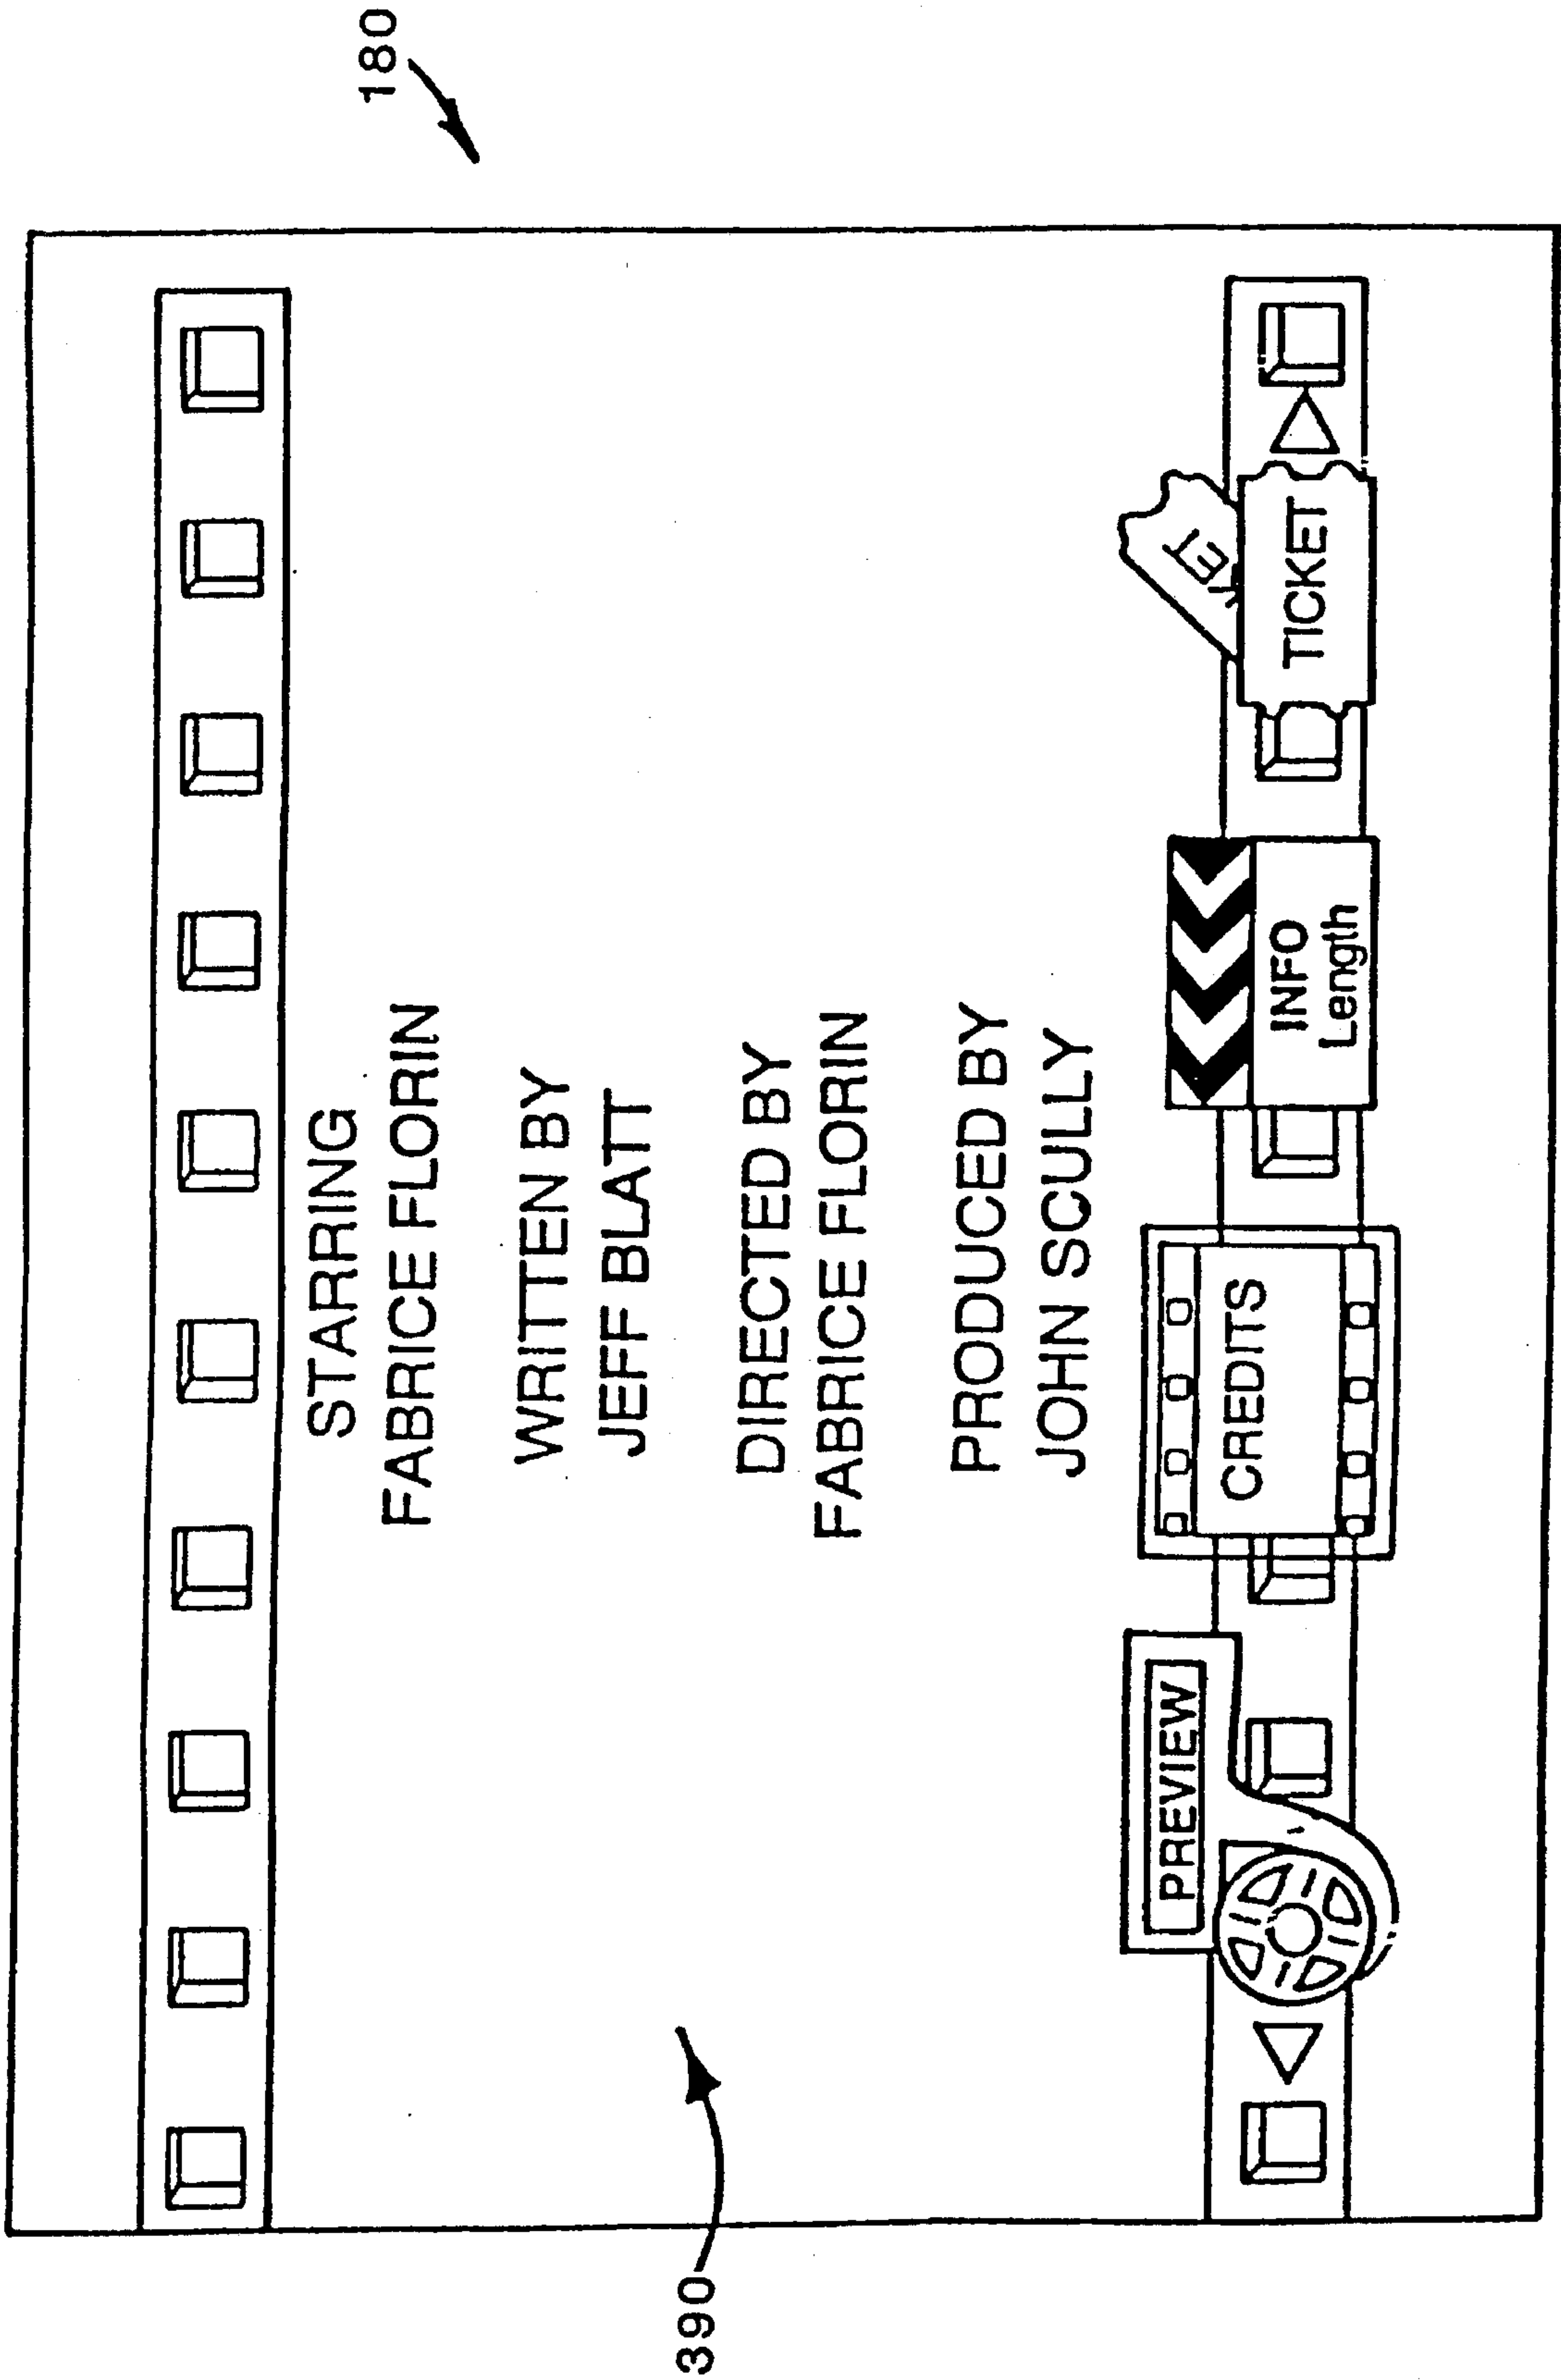 180
STARRING
FABRICE FLORIN
WRITTEN BY
JEFF BLATT
DIRECTED BY
FABRICE FLORIN
PRODUCED BY
JOHN SCULLY
390
PREVIEW
CREDITS
INFO
Length
TICKET